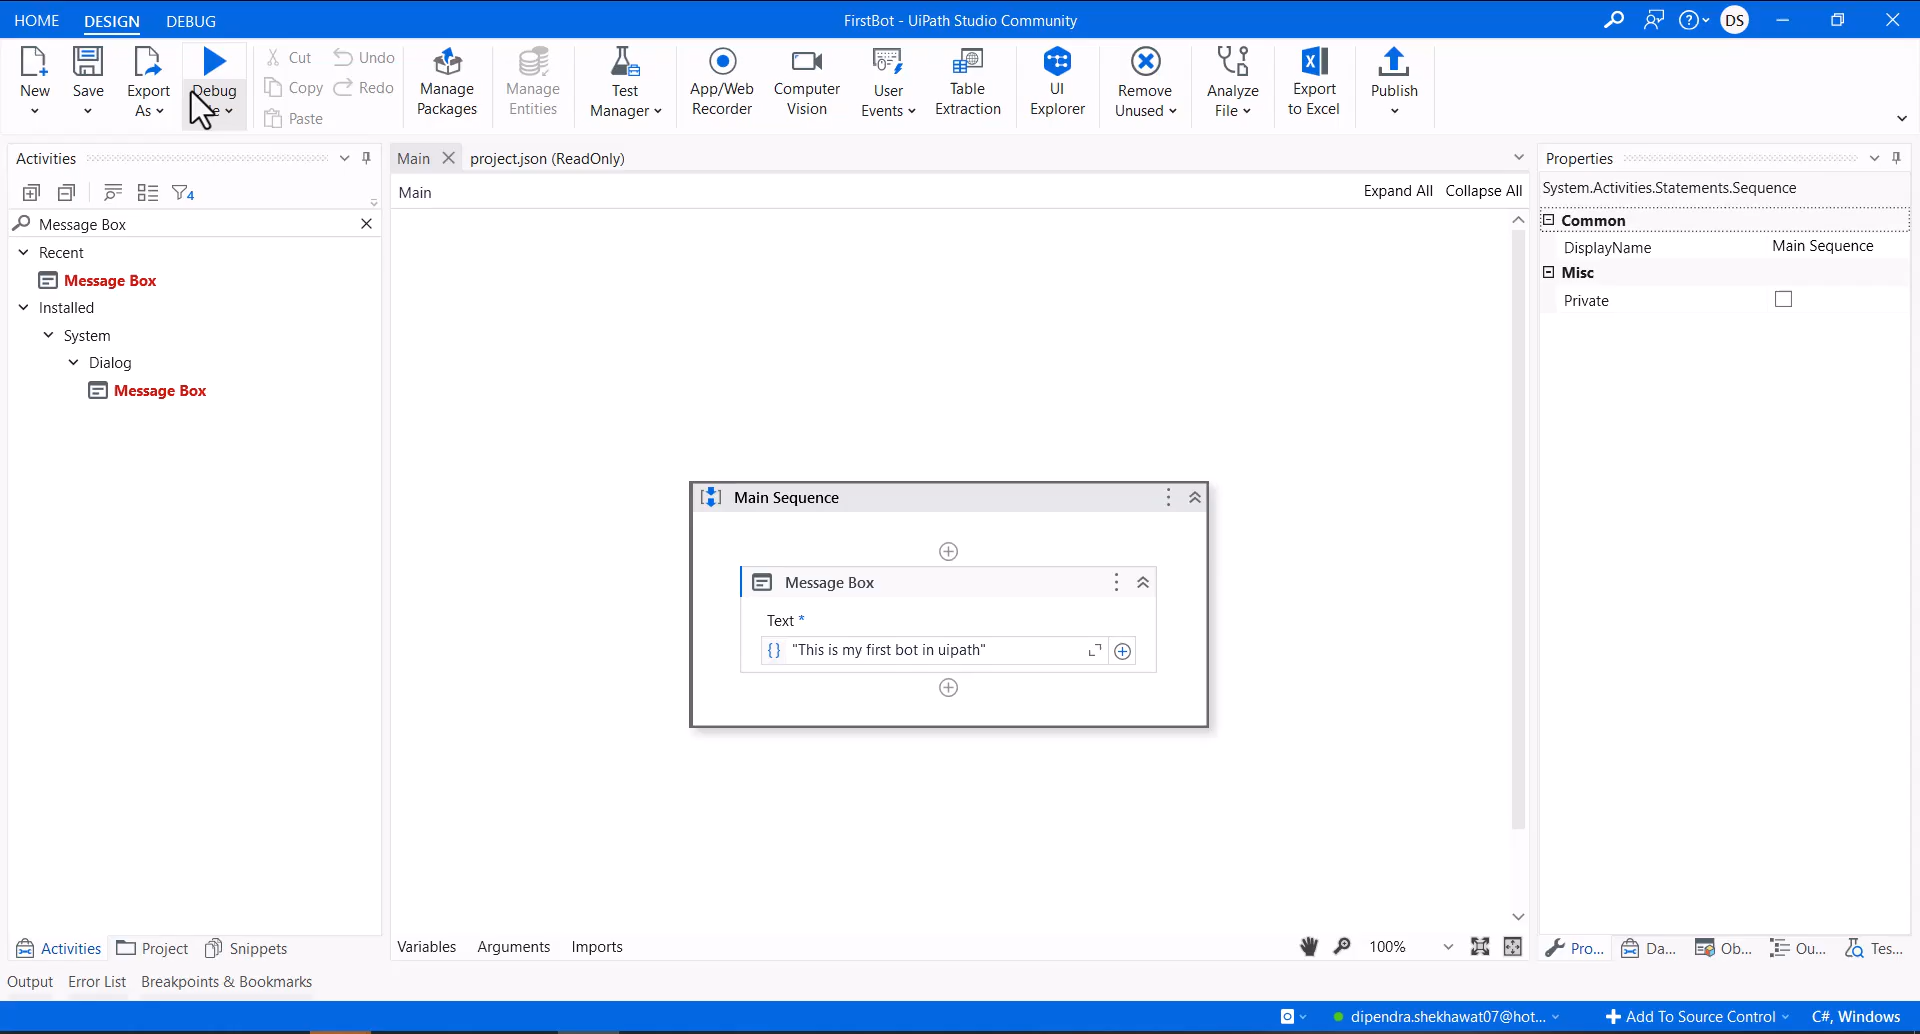 HOME DESIGN DEBUG FirstBot - UiPath Studio Community DS
New Save Export As Debug
Cut Undo
Copy Redo
Paste
Manage Packages
Manage Entities
Test Manager
App/Web Recorder
Computer Vision
User Events
Table Extraction
UI Explorer
Remove Unused
Analyze File
Export to Excel
Publish
Activities
4
Message Box
Recent
Message Box
Installed
System
Dialog
Message Box
Main project.json (ReadOnly)
Main Expand All Collapse All
Main Sequence
Message Box
Text *
{} "This is my first bot in uipath"
Properties
System.Activities.Statements.Sequence
Common
DisplayName Main Sequence
Misc
Private
Activities Project Snippets
Variables Arguments Imports 100%
Pro... Da... Ob... Ou... Tes...
Output Error List Breakpoints & Bookmarks
dipendra.shekhawat07@hot... Add To Source Control C#, Windows